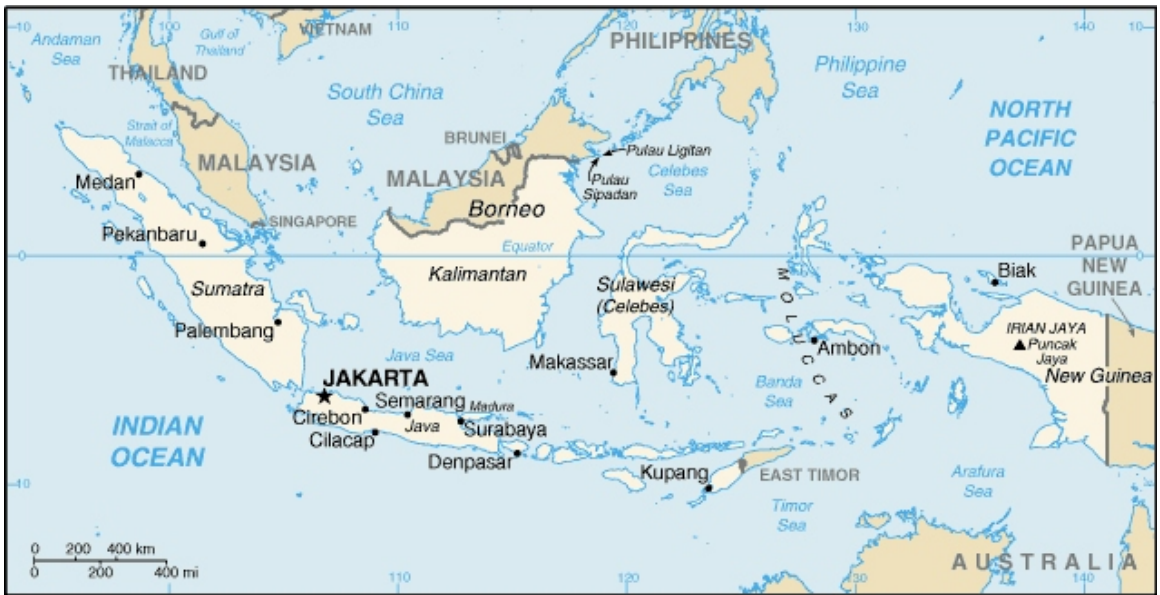 10
100
110
120
130
140
10
Andaman
Sea
Gulf of
Thailand
VIETNAM
PHILIPPINES
Philippine
Sea
THAILAND
South China
Sea
NORTH
PACIFIC
OCEAN
Strait of
Malacca
BRUNEI
Pulau Ligitan
MALAYSIA
MALAYSIA
Celebes
Sea
Pulau
Sipadan
Medan
Borneo
SINGAPORE
Pekanbaru
Equator
0
PAPUA
NEW
GUINEA
Kalimantan
Biak
Sumatra
Sulawesi
(Celebes)
MOLUCCAS
Palembang
IRIAN JAYA
Puncak
Jaya
Ambon
Java Sea
Makassar
New Guinea
JAKARTA
Banda
Sea
Semarang
Madura
Cirebon
Java
Surabaya
INDIAN
OCEAN
Cilacap
Denpasar
Kupang
EAST TIMOR
Arafura
Sea
10
Timor
Sea
0 200 400 km
0 200 400 mi
AUSTRALIA
110
120
130
140